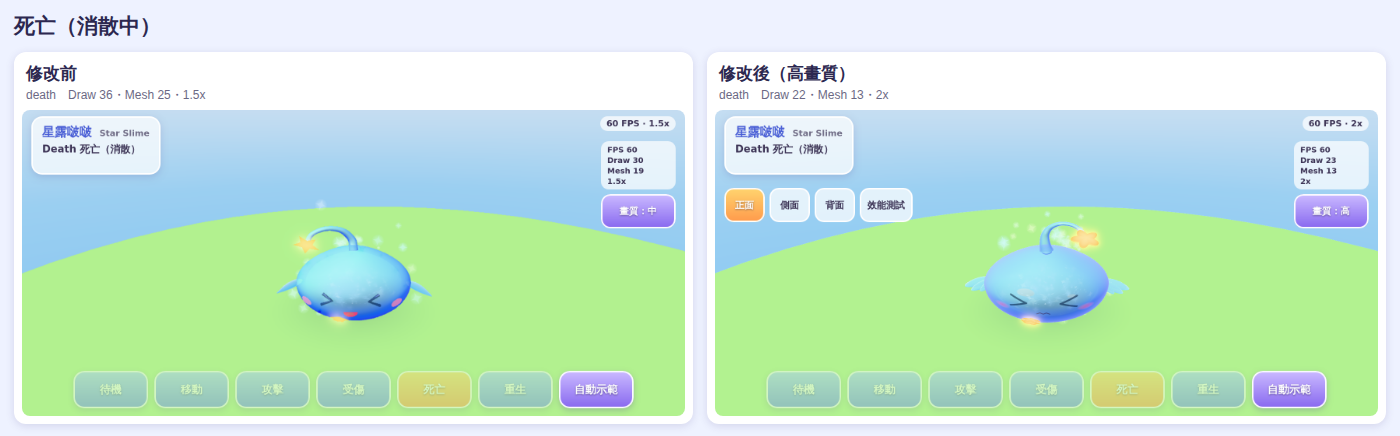 死亡（消散中）
修改前
death Draw 36・Mesh 25・1.5x
星露啵啵 Star Slime
Death 死亡（消散）
60 FPS · 1.5x
FPS 60
Draw 30
Mesh 19
1.5x
畫質：中
待機 移動 攻擊 受傷 死亡 重生 自動示範
修改後（高畫質）
death Draw 22・Mesh 13・2x
星露啵啵 Star Slime
Death 死亡（消散）
60 FPS · 2x
FPS 60
Draw 23
Mesh 13
2x
正面 側面 背面 效能測試
畫質：高
待機 移動 攻擊 受傷 死亡 重生 自動示範